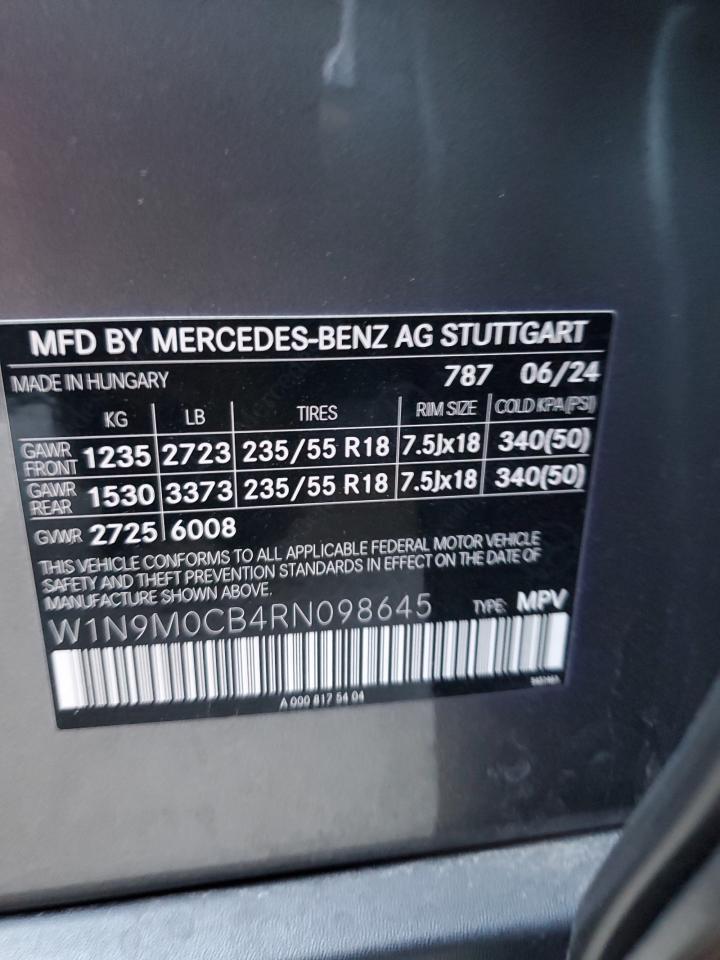 MFD BY MERCEDES-BENZ AG STUTTGART
MADE IN HUNGARY 787 06/24
KG LB TIRES RIM SIZE COLD KPA(PSI)
GAWR FRONT 1235 2723 235/55 R18 7.5Jx18 340(50)
GAWR REAR 1530 3373 235/55 R18 7.5Jx18 340(50)
GVWR 2725 6008
THIS VEHICLE CONFORMS TO ALL APPLICABLE FEDERAL MOTOR VEHICLE
SAFETY AND THEFT PREVENTION STANDARDS IN EFFECT ON THE DATE OF
MANUFACTURE SHOWN ABOVE.
W1N9M0CB4RN098645 TYPE: MPV
A 000 817 54 04